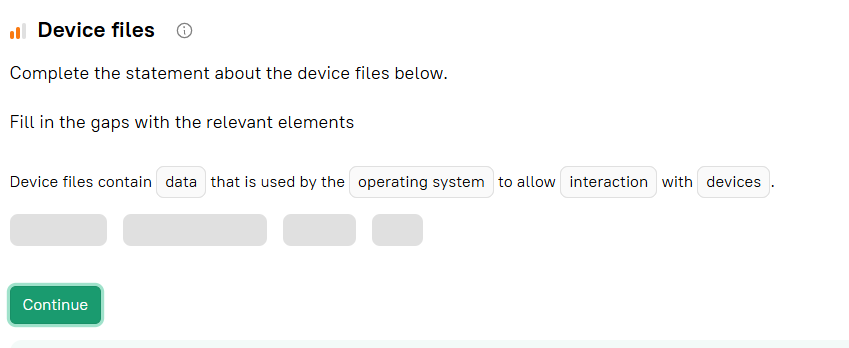 Device files
Complete the statement about the device files below.
Fill in the gaps with the relevant elements
Device files contain data that is used by the operating system to allow interaction with devices.
Continue